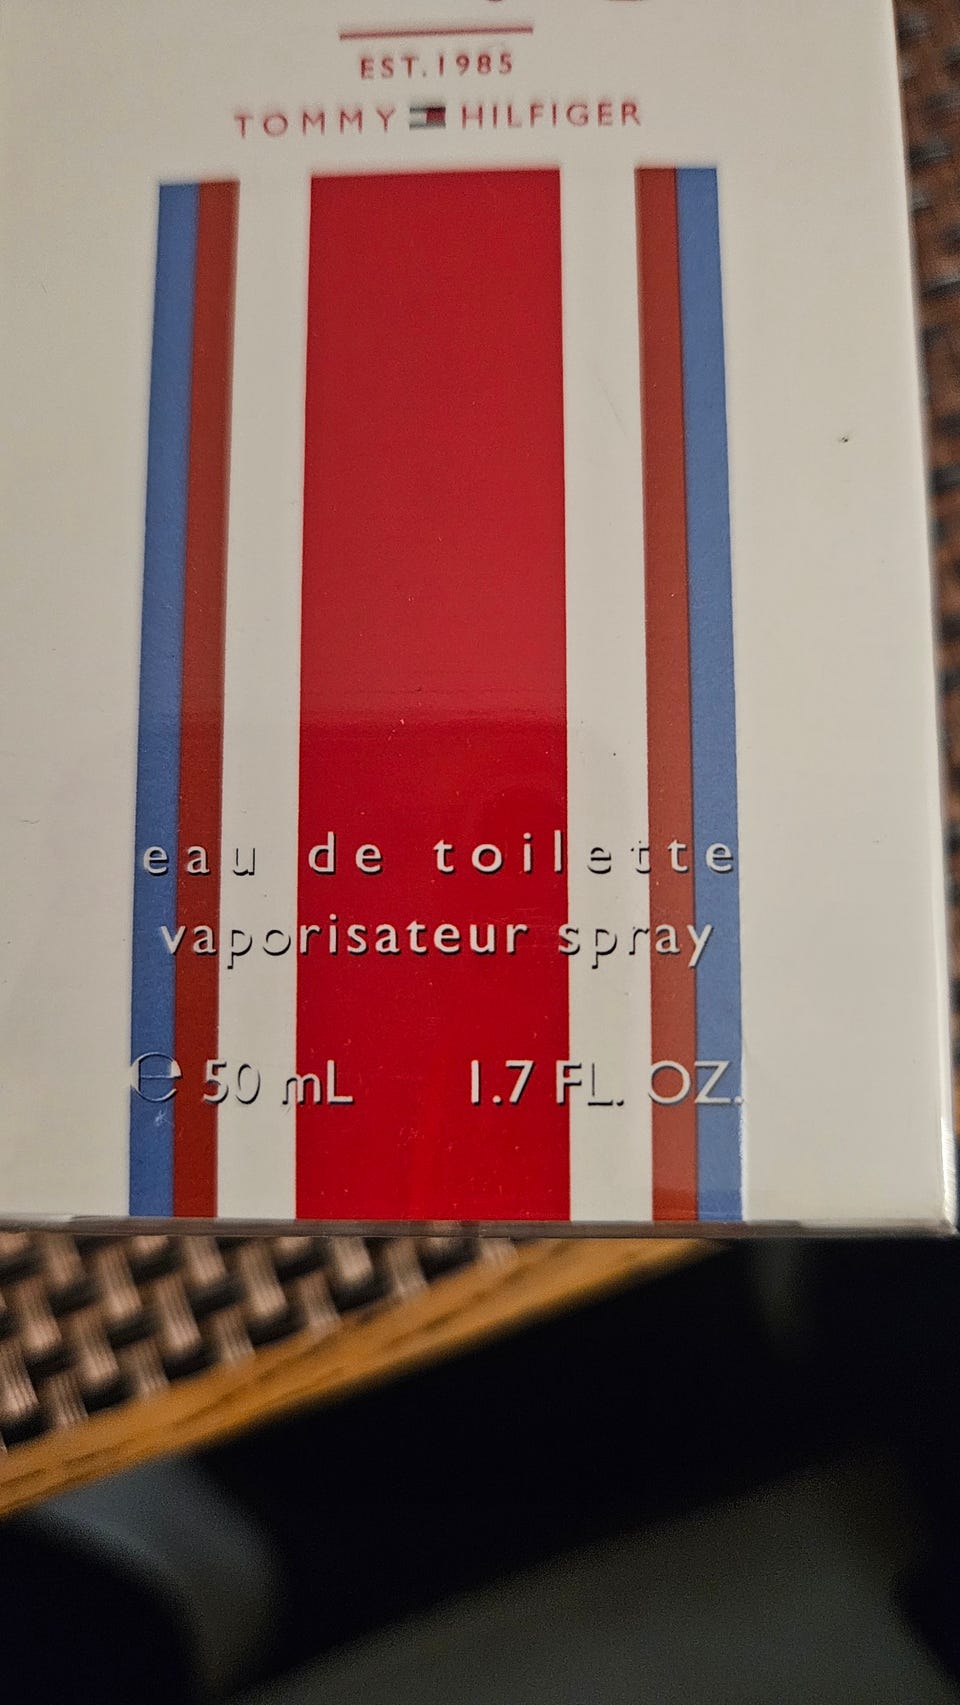 EST.1985
TOMMY HILFIGER
eau de toilette
vaporisateur spray
℮ 50 mL 1.7 FL. OZ.